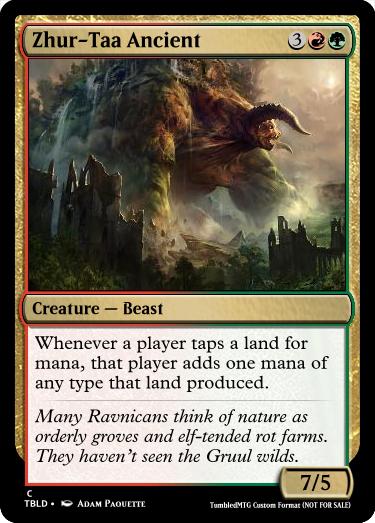 Zhur-Taa Ancient 3
Creature — Beast
Whenever a player taps a land for
mana, that player adds one mana of
any type that land produced.
Many Ravnicans think of nature as
orderly groves and elf-tended rot farms.
They haven't seen the Gruul wilds.
7/5
C
TBLD • Adam Paquette
TumbledMTG Custom Format (NOT FOR SALE)